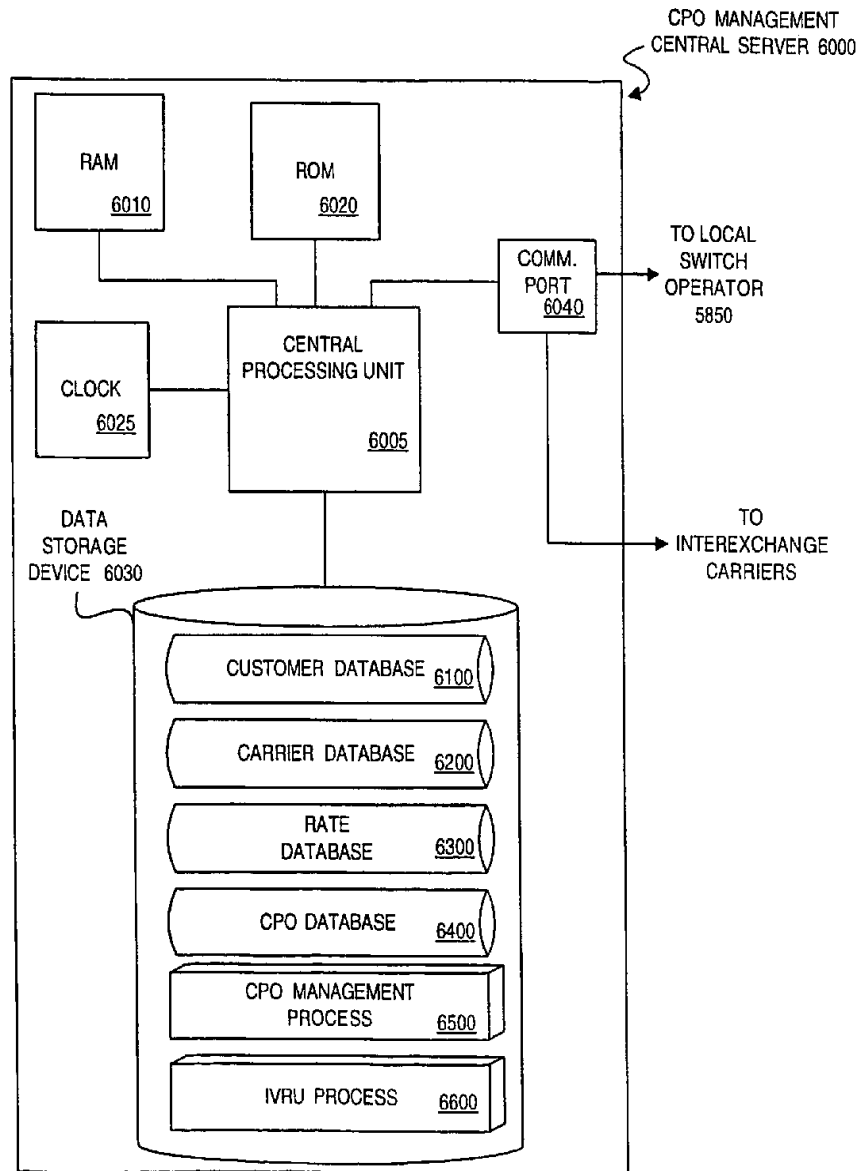 CPO MANAGEMENT
CENTRAL SERVER 6000
RAM
6010
ROM
6020
COMM.
PORT
6040
TO LOCAL
SWITCH
OPERATOR
5850
CLOCK
6025
CENTRAL
PROCESSING UNIT
6005
DATA
STORAGE
DEVICE 6030
TO
INTEREXCHANGE
CARRIERS
CUSTOMER DATABASE 6100
CARRIER DATABASE 6200
RATE
DATABASE 6300
CPO DATABASE 6400
CPO MANAGEMENT
PROCESS 6500
IVRU PROCESS 6600